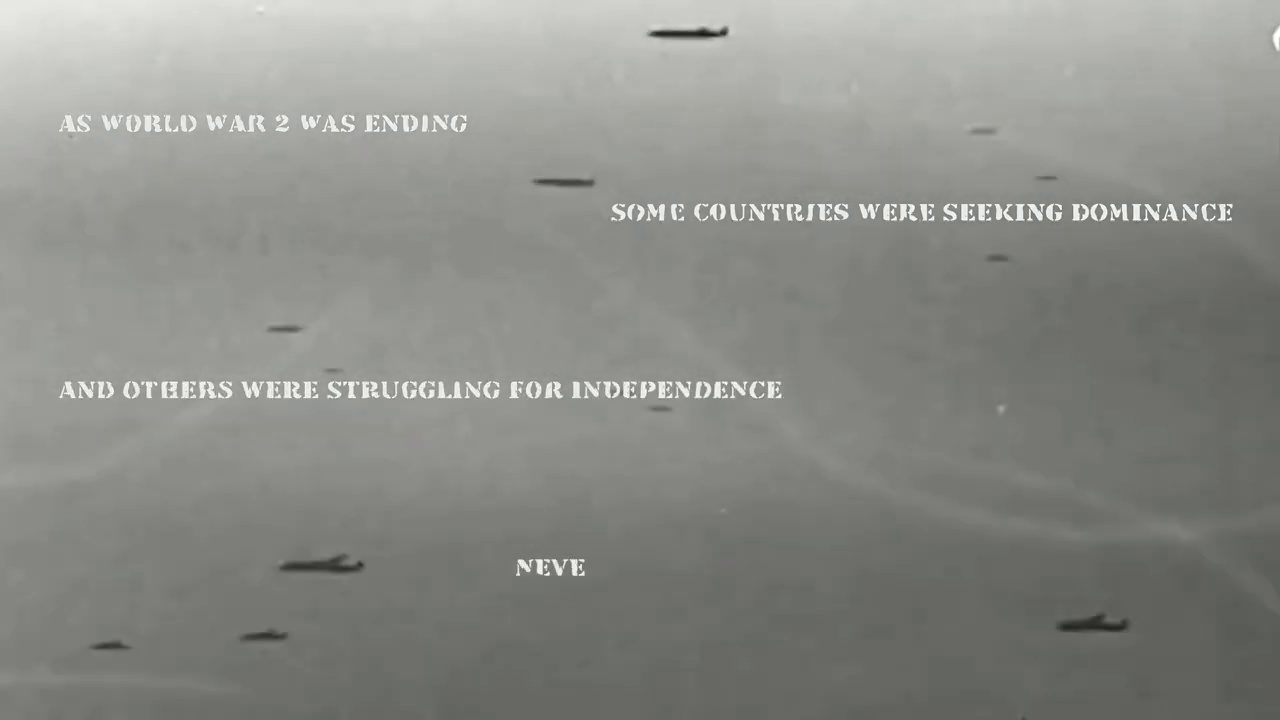 AS WORLD WAR 2 WAS ENDING
SOME COUNTRIES WERE SEEKING DOMINANCE
AND OTHERS WERE STRUGGLING FOR INDEPENDENCE
NEVE